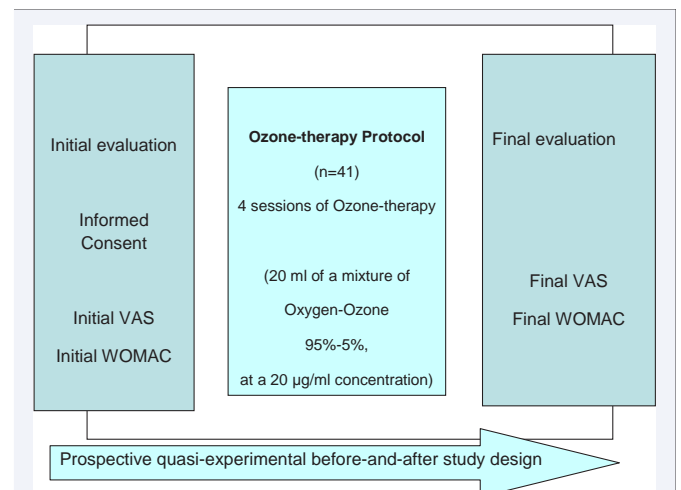 Initial evaluation
Informed
Consent
Initial VAS
Initial WOMAC
Ozone-therapy Protocol
(n=41)
4 sessions of Ozone-therapy
(20 ml of a mixture of
Oxygen-Ozone
95%-5%,
at a 20 µg/ml concentration)
Final evaluation
Final VAS
Final WOMAC
Prospective quasi-experimental before-and-after study design